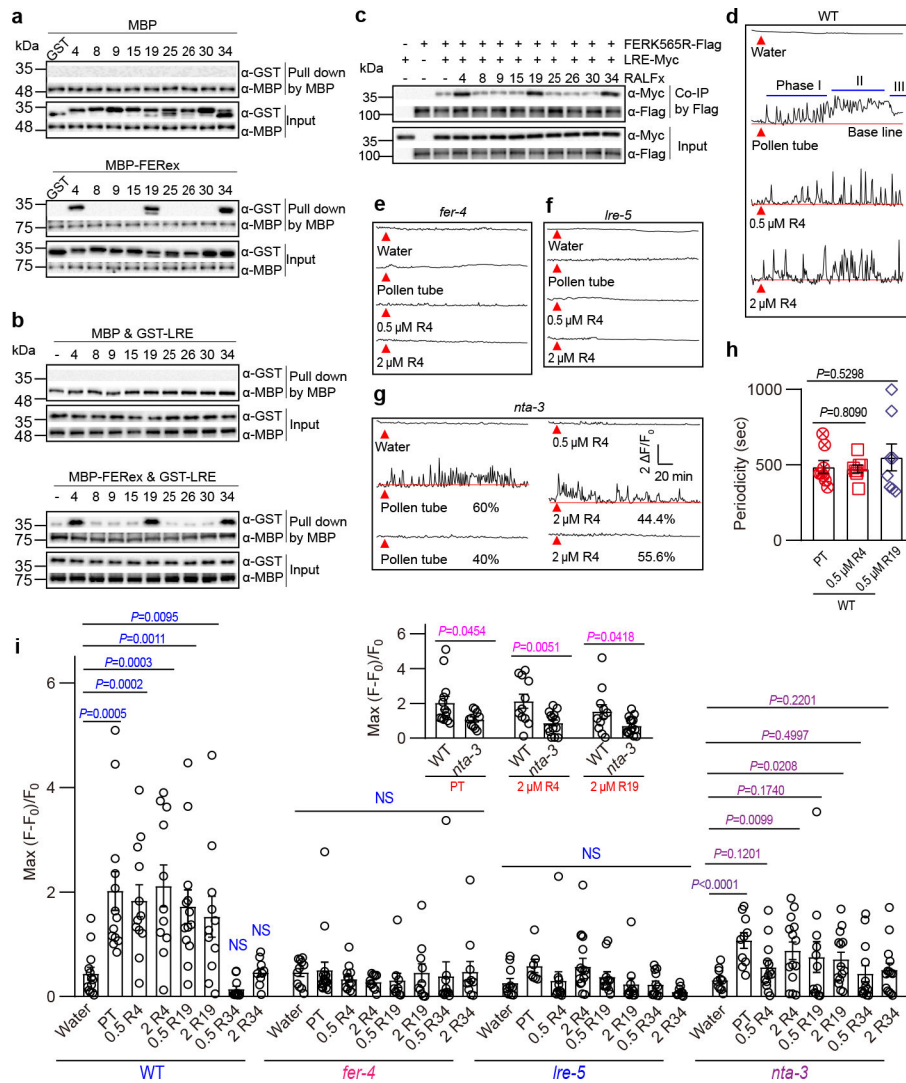 a
MBP
kDa
GST 4 8 9 15 19 25 26 30 34
α-GST
α-MBP
Pull down
by MBP
35
48
α-GST
α-MBP
Input
35
48
MBP-FERex
GST 4 8 9 15 19 25 26 30 34
α-GST
α-MBP
Pull down
by MBP
35
75
α-GST
α-MBP
Input
35
75
b
MBP & GST-LRE
kDa
- 4 8 9 15 19 25 26 30 34
α-GST
α-MBP
Pull down
by MBP
35
48
α-GST
α-MBP
Input
35
48
MBP-FERex & GST-LRE
- 4 8 9 15 19 25 26 30 34
α-GST
α-MBP
Pull down
by MBP
35
75
α-GST
α-MBP
Input
35
75
c
- + + + + + + + + + + + FERK565R-Flag
+ - + + + + + + + + + + LRE-Myc
kDa
- - - 4 8 9 15 19 25 26 30 34 RALFx
35
100
α-Myc
α-Flag
Co-IP
by Flag
35
100
α-Myc
α-Flag
Input
d
WT
Water
Phase I
II
III
Base line
Pollen tube
0.5 µM R4
2 µM R4
e
fer-4
Water
Pollen tube
0.5 µM R4
2 µM R4
f
lre-5
Water
Pollen tube
0.5 µM R4
2 µM R4
g
nta-3
Water
0.5 µM R4
2 ΔF/F0
20 min
Pollen tube 60%
2 µM R4 44.4%
Pollen tube 40%
2 µM R4 55.6%
h
P=0.5298
P=0.8090
Periodicity (sec)
1000
500
0
PT
0.5 µM R4
0.5 µM R19
WT
i
P=0.0095
P=0.0011
P=0.0003
P=0.0002
P=0.0005
Max (F-F0)/F0
6
4
2
0
NS
NS
Water PT 0.5 R4 2 R4 0.5 R19 2 R19 0.5 R34 2 R34
WT
NS
Water PT 0.5 R4 2 R4 0.5 R19 2 R19 0.5 R34 2 R34
fer-4
NS
Water PT 0.5 R4 2 R4 0.5 R19 2 R19 0.5 R34 2 R34
lre-5
P=0.2201
P=0.4997
P=0.0208
P=0.1740
P=0.0099
P=0.1201
P<0.0001
Water PT 0.5 R4 2 R4 0.5 R19 2 R19 0.5 R34 2 R34
nta-3
Max (F-F0)/F0
6
4
2
0
P=0.0454
P=0.0051
P=0.0418
WT nta-3 WT nta-3 WT nta-3
PT
2 µM R4
2 µM R19